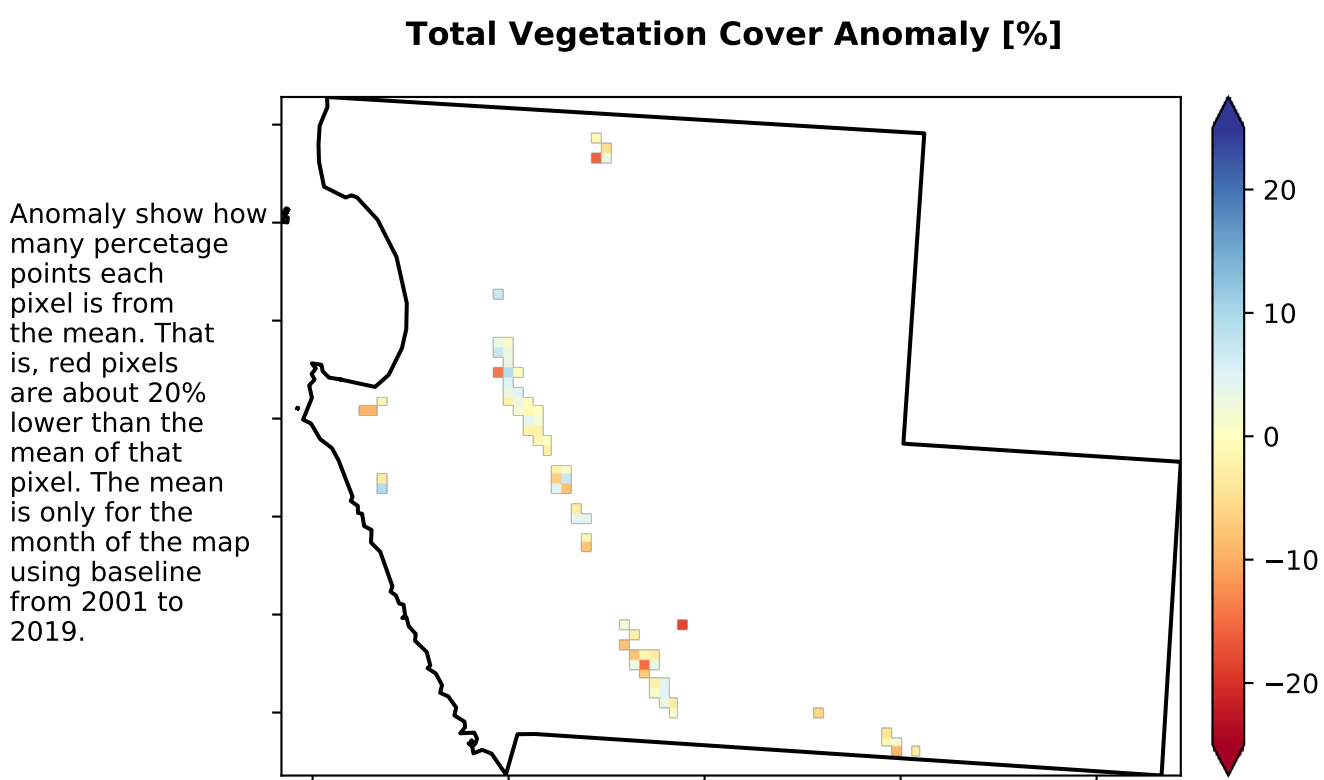 Total Vegetation Cover Anomaly [%]
Anomaly show how
many percetage
points each
pixel is from
the mean. That
is, red pixels
are about 20%
lower than the
mean of that
pixel. The mean
is only for the
month of the map
using baseline
from 2001 to
2019.
20
10
0
−10
−20